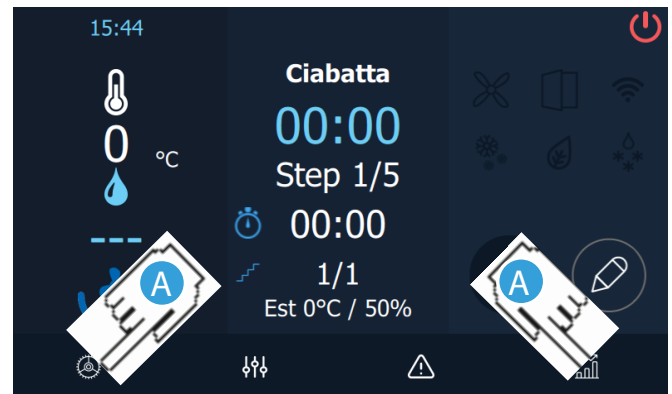 15:44
0 °C
---
A
Ciabatta
00:00
Step 1/5
00:00
1/1
Est 0°C / 50%
A